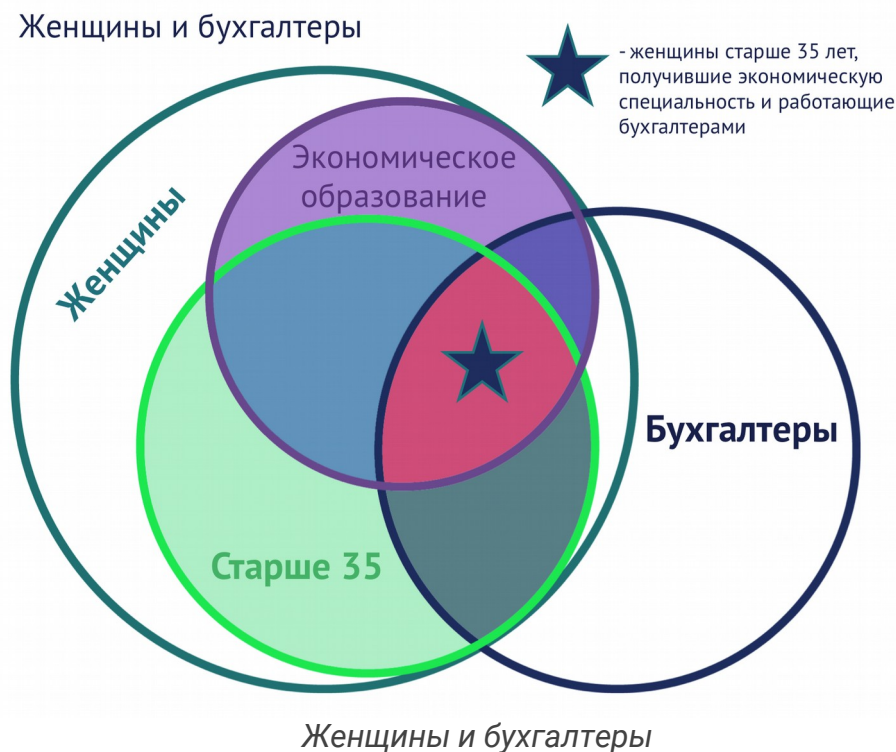 Женщины и бухгалтеры
- женщины старше 35 лет,
получившие экономическую
специальность и работающие
бухгалтерами
Экономическое
образование
Женщины
Бухгалтеры
Старше 35
Женщины и бухгалтеры